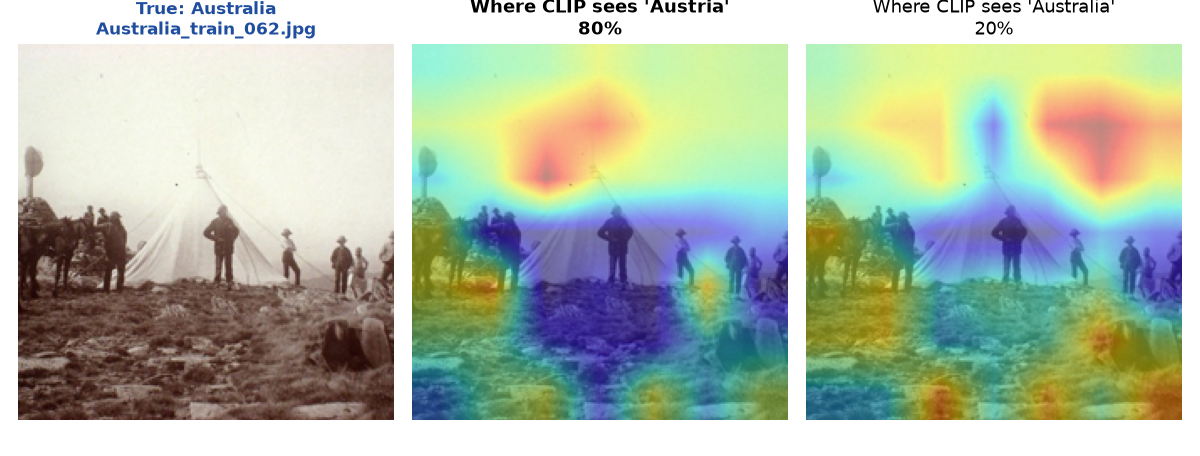 True: Australia
Australia_train_062.jpg
Where CLIP sees 'Austria'
80%
Where CLIP sees 'Australia'
20%